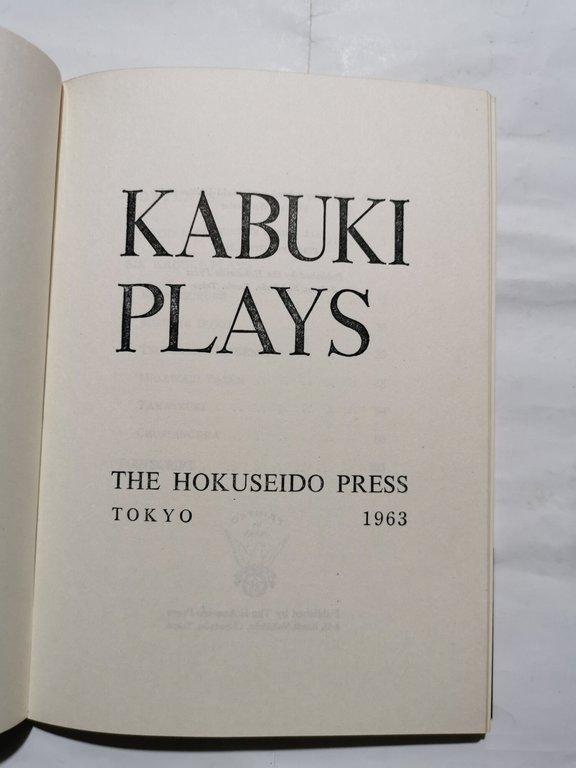 KABUKI
PLAYS
THE HOKUSEIDO PRESS
TOKYO 1963